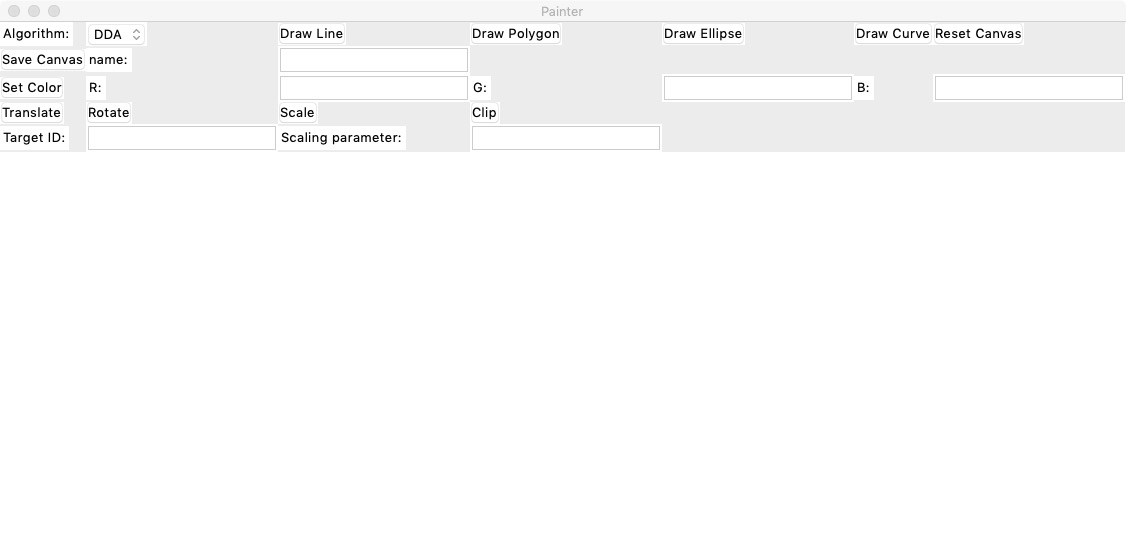 Painter
Algorithm: DDA Draw Line Draw Polygon Draw Ellipse Draw Curve Reset Canvas
Save Canvas name:
Set Color R: G: B:
Translate Rotate Scale Clip
Target ID: Scaling parameter: